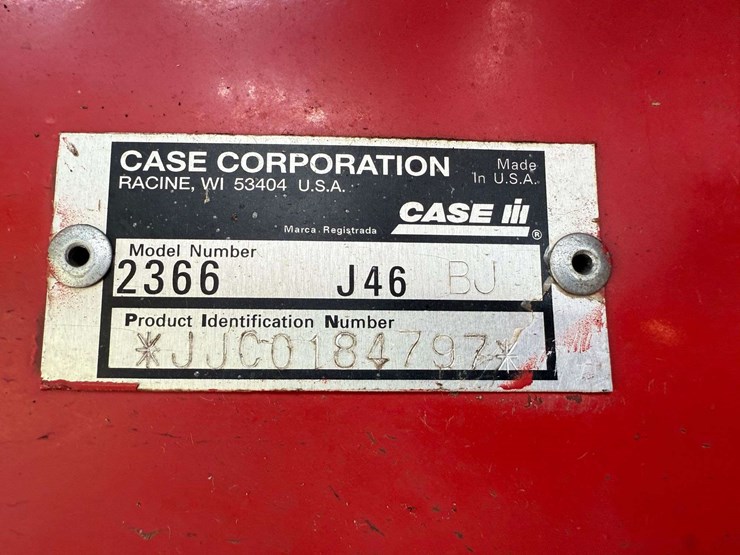 CASE CORPORATION
RACINE, WI 53404 U.S.A.
Made
In U.S.A.
Marca Registrada
CASE IH ®
Model Number
2366 J46 BJ
Product Identification Number
*JJC0184797*